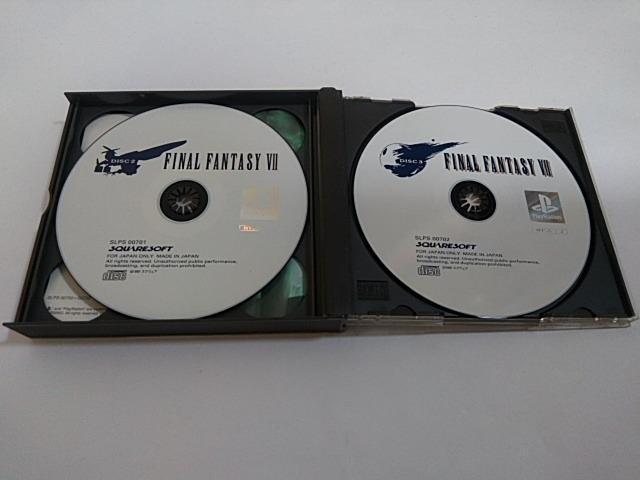 DISC 2
FINAL FANTASY VII
SLPS 00701
SQUARESOFT
FOR JAPAN ONLY MADE IN JAPAN
All rights reserved. Unauthorized public performance,
broadcasting, and duplication prohibited.
disc
DISC 3
FINAL FANTASY VII
PlayStation
SLPS 00702
SQUARESOFT
FOR JAPAN ONLY MADE IN JAPAN
All rights reserved. Unauthorized public performance,
broadcasting, and duplication prohibited.
disc